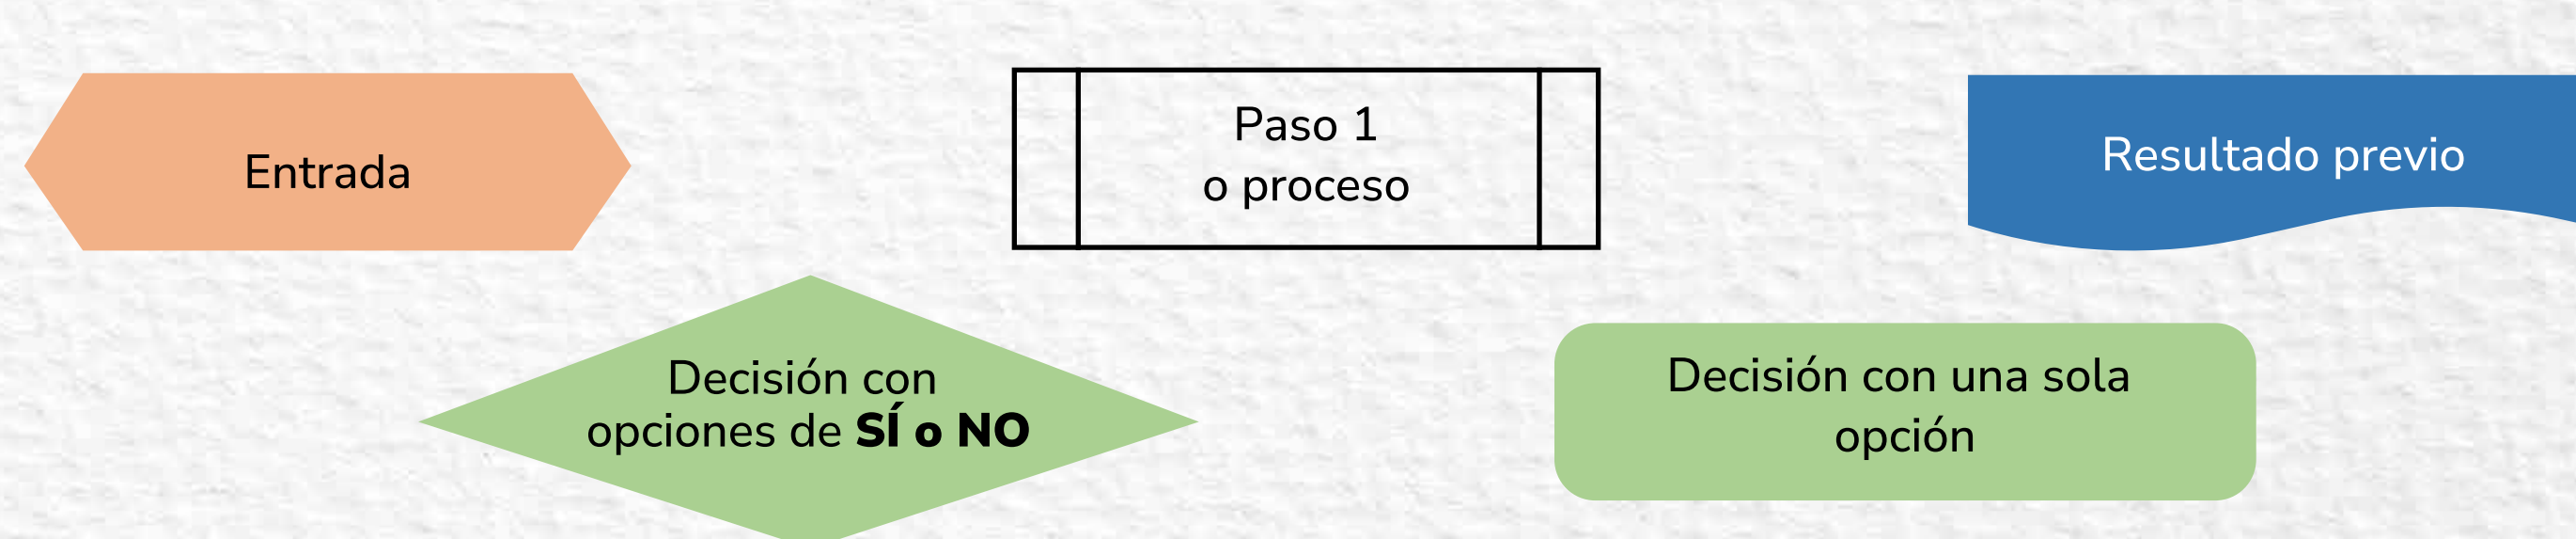 Entrada
Paso 1
o proceso
Resultado previo
Decisión con
opciones de SÍ o NO
Decisión con una sola
opción